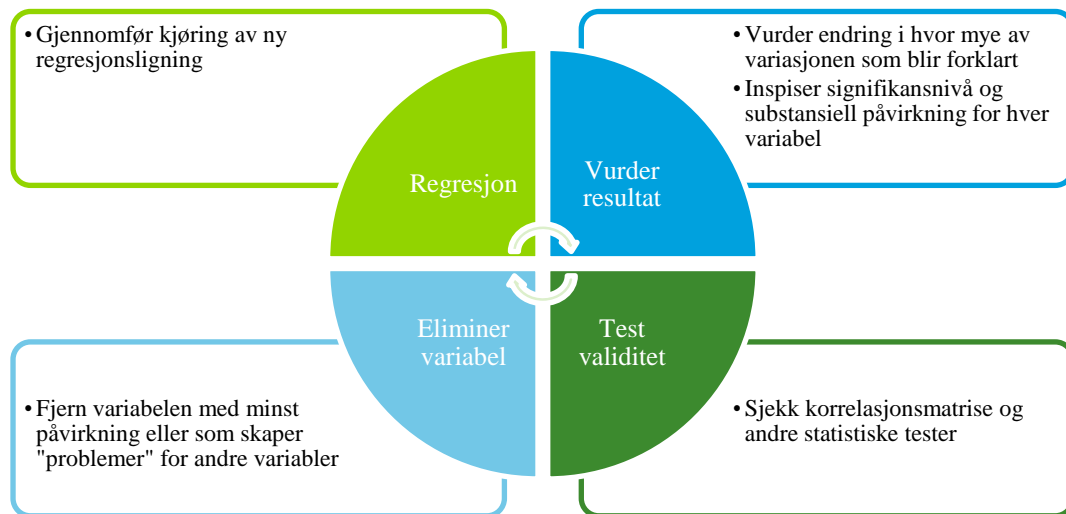 • Gjennomfør kjøring av ny
regresjonsligning
• Vurder endring i hvor mye av
variasjonen som blir forklart
• Inspiser signifikansnivå og
substansiell påvirkning for hver
variabel
Regresjon
Vurder
resultat
Eliminer
variabel
Test
validitet
• Fjern variabelen med minst
påvirkning eller som skaper
"problemer" for andre variabler
• Sjekk korrelasjonsmatrise og
andre statistiske tester